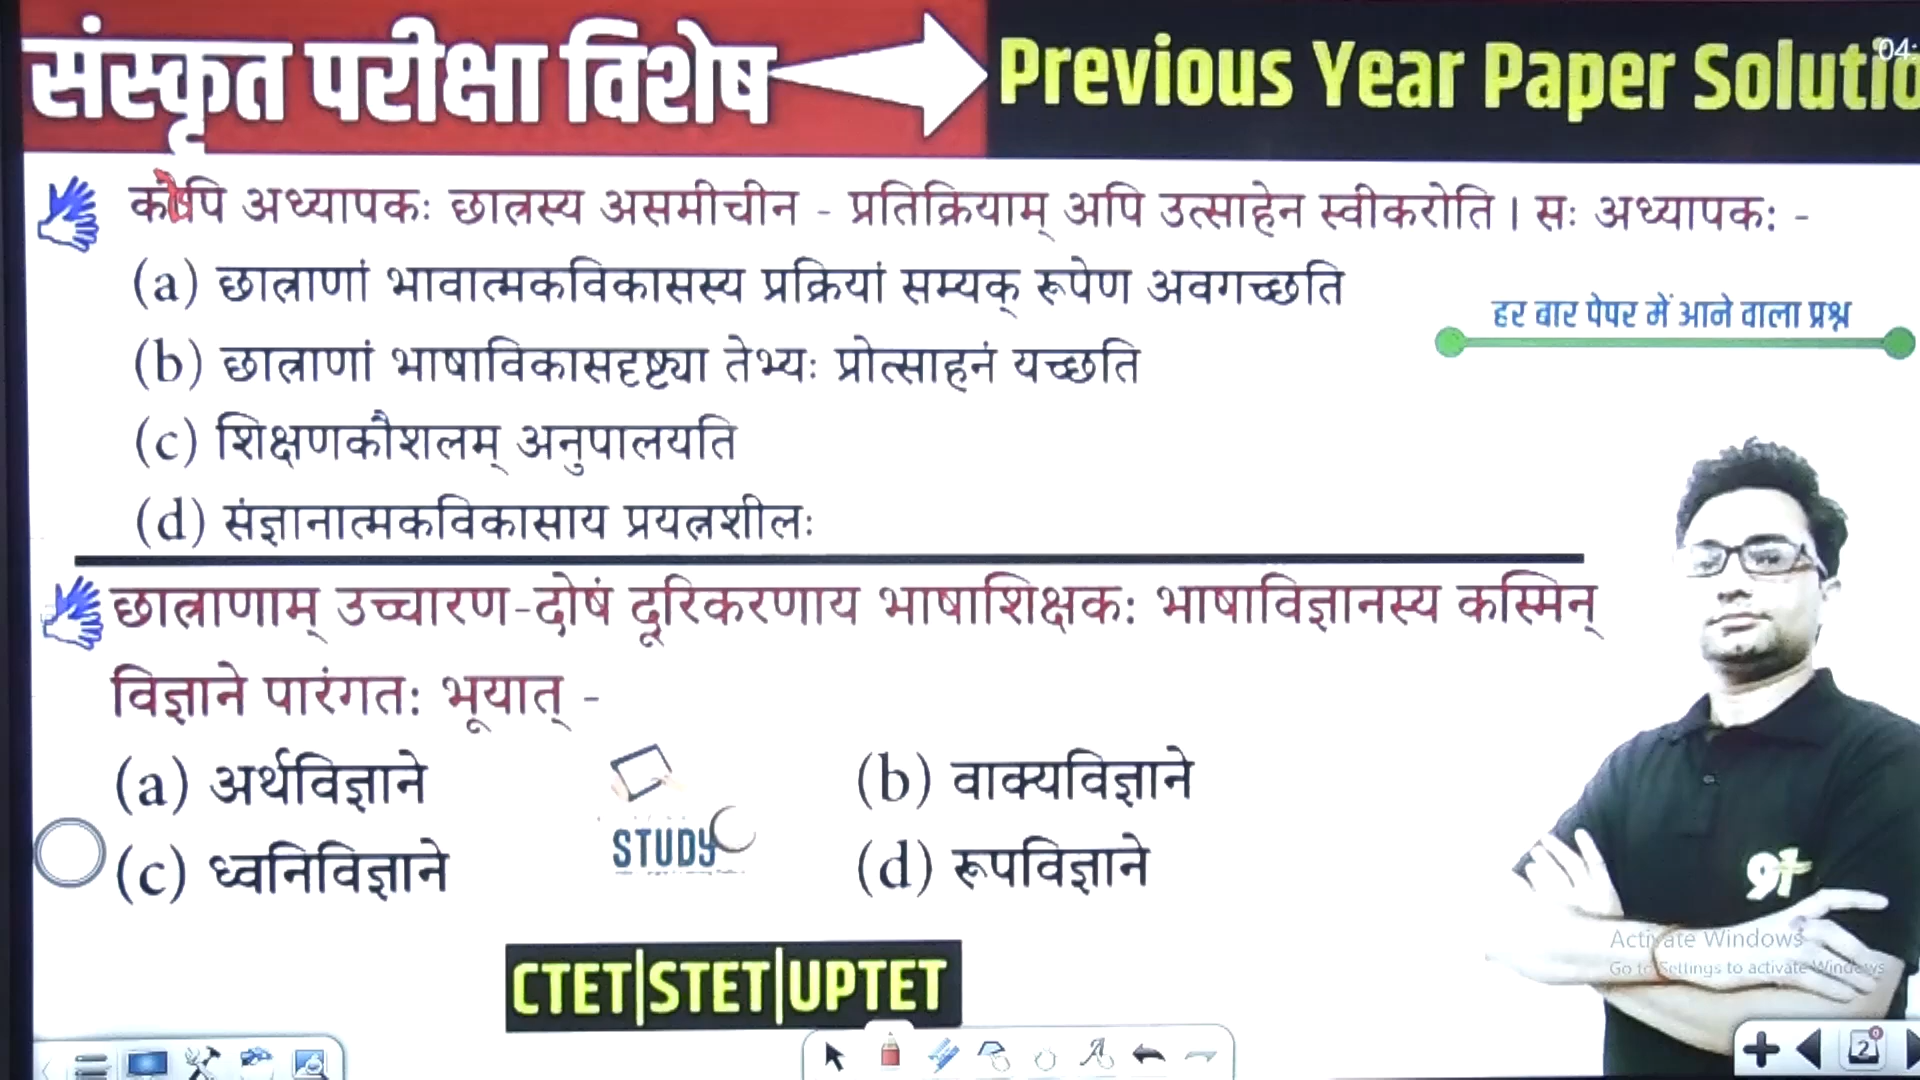 संस्कृत परीक्षा विशेष
Previous Year Paper
04:
अध्यापकः छात्रस्य असमीचीन - प्रतिक्रियाम् अपि उत्साहेन स्वीकरोति । सः अध्यापक: -
(a) छात्राणां भावात्मकविकासस्य प्रक्रियां सम्यक् रूपेण अवगच्छति
हर बार पेपर में आने वाला प्रश्न
(b) छात्राणां भाषाविकासदृष्ट्या तेभ्यः प्रोत्साहनं यच्छति
(c) शिक्षणकौशलम् अनुपालयति
(d) संज्ञानात्मकविकासाय प्रयत्नशीलः
छात्राणाम् उच्चारण-दोषं दूरिकरणाय भाषाशिक्षक: भाषाविज्ञानस्य कस्मिन्
विज्ञाने पारंगत: भूयात् -
(a) अर्थविज्ञाने
(b) वाक्यविज्ञाने
STUDY
(c) ध्वनिविज्ञाने
(d) रूपविज्ञाने
91
Activate Windows
Go to Settings to activate Windows
CTET|STET|UPTET
2